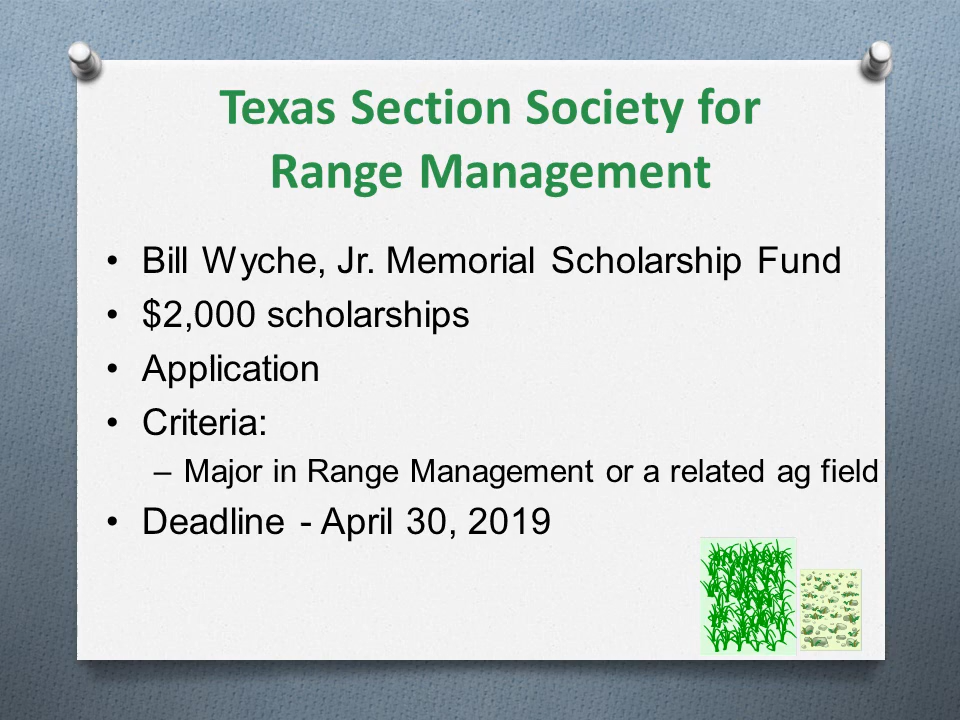 Texas Section Society for
Range Management
• Bill Wyche, Jr. Memorial Scholarship Fund
• $2,000 scholarships
• Application
• Criteria:
– Major in Range Management or a related ag field
• Deadline - April 30, 2019